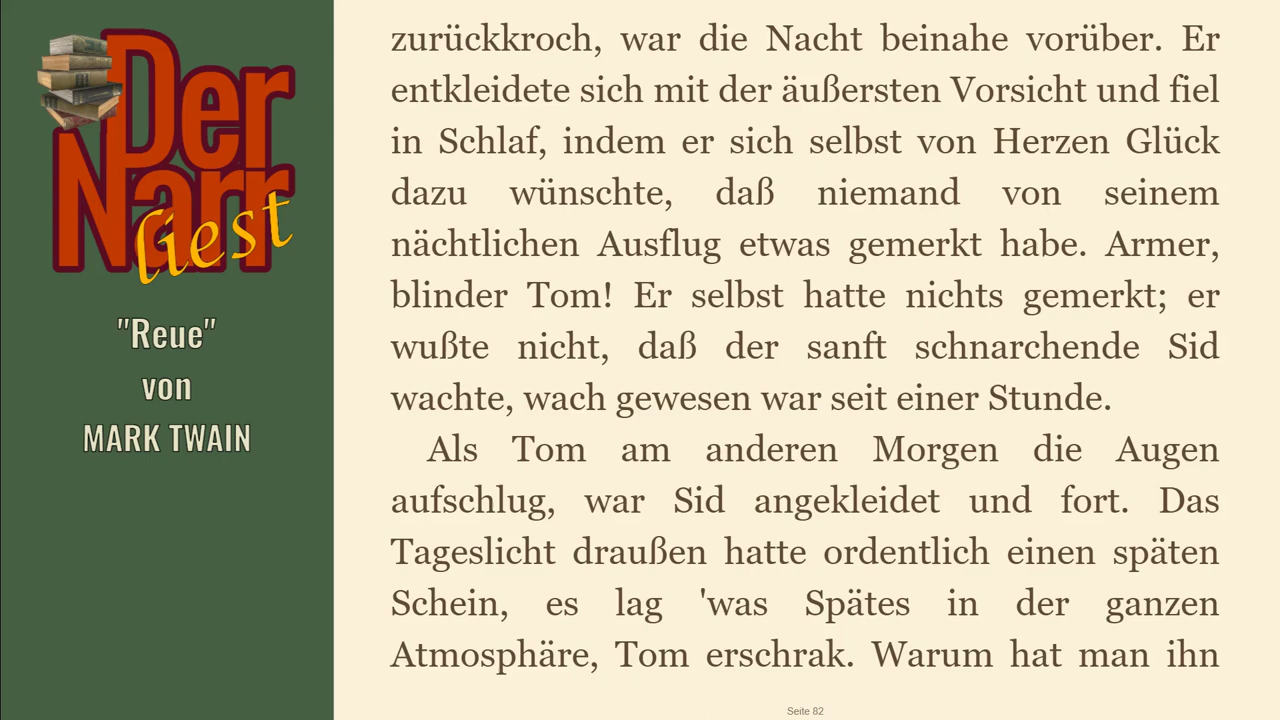 Der
Narr
liest
"Reue"
von
MARK TWAIN
zurückkroch, war die Nacht beinahe vorüber. Er
entkleidete sich mit der äußersten Vorsicht und fiel
in Schlaf, indem er sich selbst von Herzen Glück
dazu wünschte, daß niemand von seinem
nächtlichen Ausflug etwas gemerkt habe. Armer,
blinder Tom! Er selbst hatte nichts gemerkt; er
wußte nicht, daß der sanft schnarchende Sid
wachte, wach gewesen war seit einer Stunde.
Als Tom am anderen Morgen die Augen
aufschlug, war Sid angekleidet und fort. Das
Tageslicht draußen hatte ordentlich einen späten
Schein, es lag 'was Spätes in der ganzen
Atmosphäre, Tom erschrak. Warum hat man ihn
Seite 82